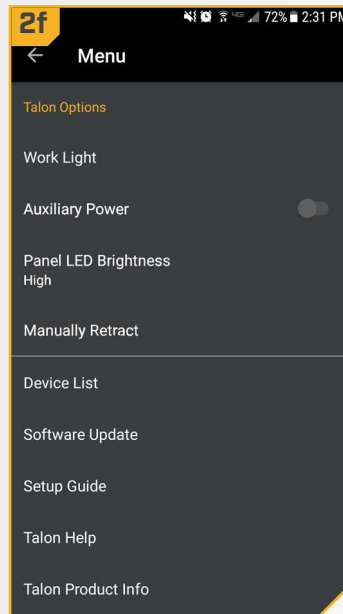 2f
72% 2:31 PM
Menu
Talon Options
Work Light
Auxiliary Power
Panel LED Brightness
High
Manually Retract
Device List
Software Update
Setup Guide
Talon Help
Talon Product Info